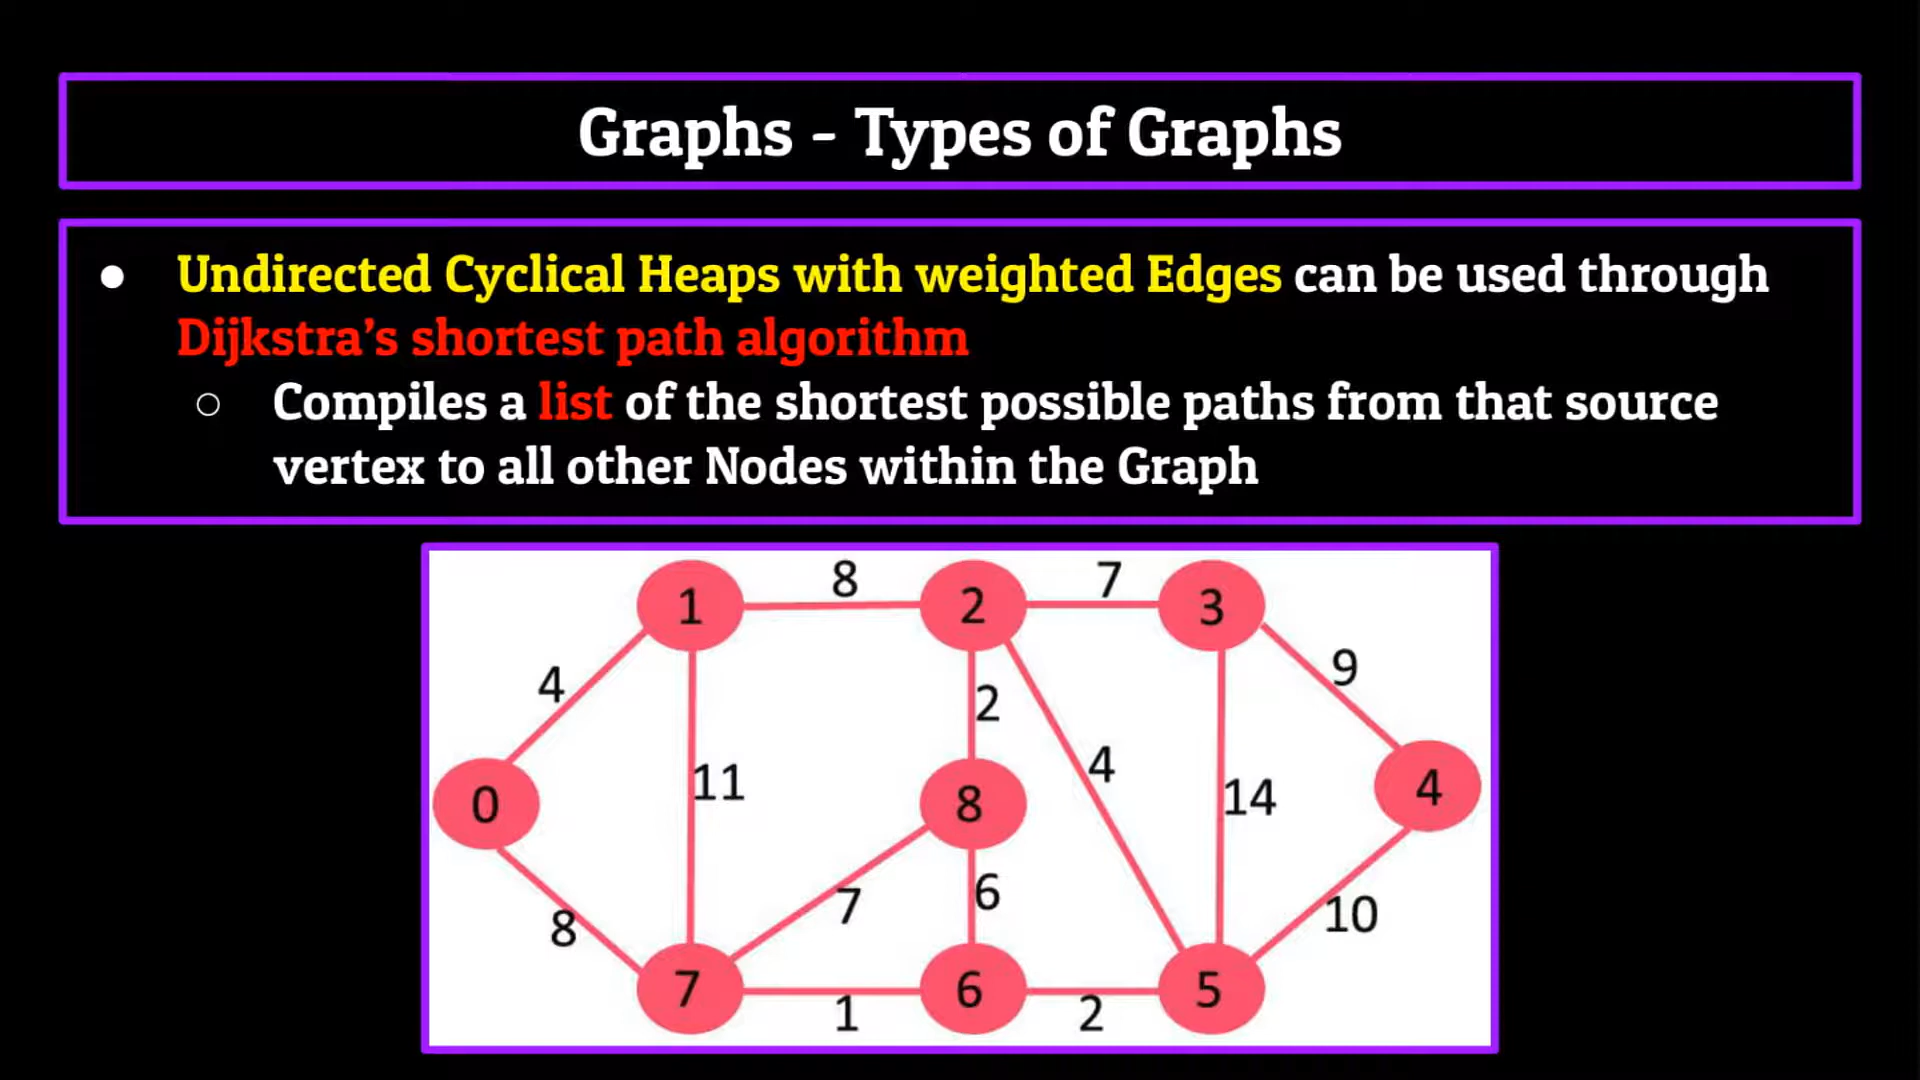 Graphs - Types of Graphs
● Undirected Cyclical Heaps with weighted Edges can be used through
Dijkstra’s shortest path algorithm
○ Compiles a list of the shortest possible paths from that source
vertex to all other Nodes within the Graph
8 7
1 2 3
4 2 9
11 4 14
0 8 4
7 6 10
8
7 6 5
1 2